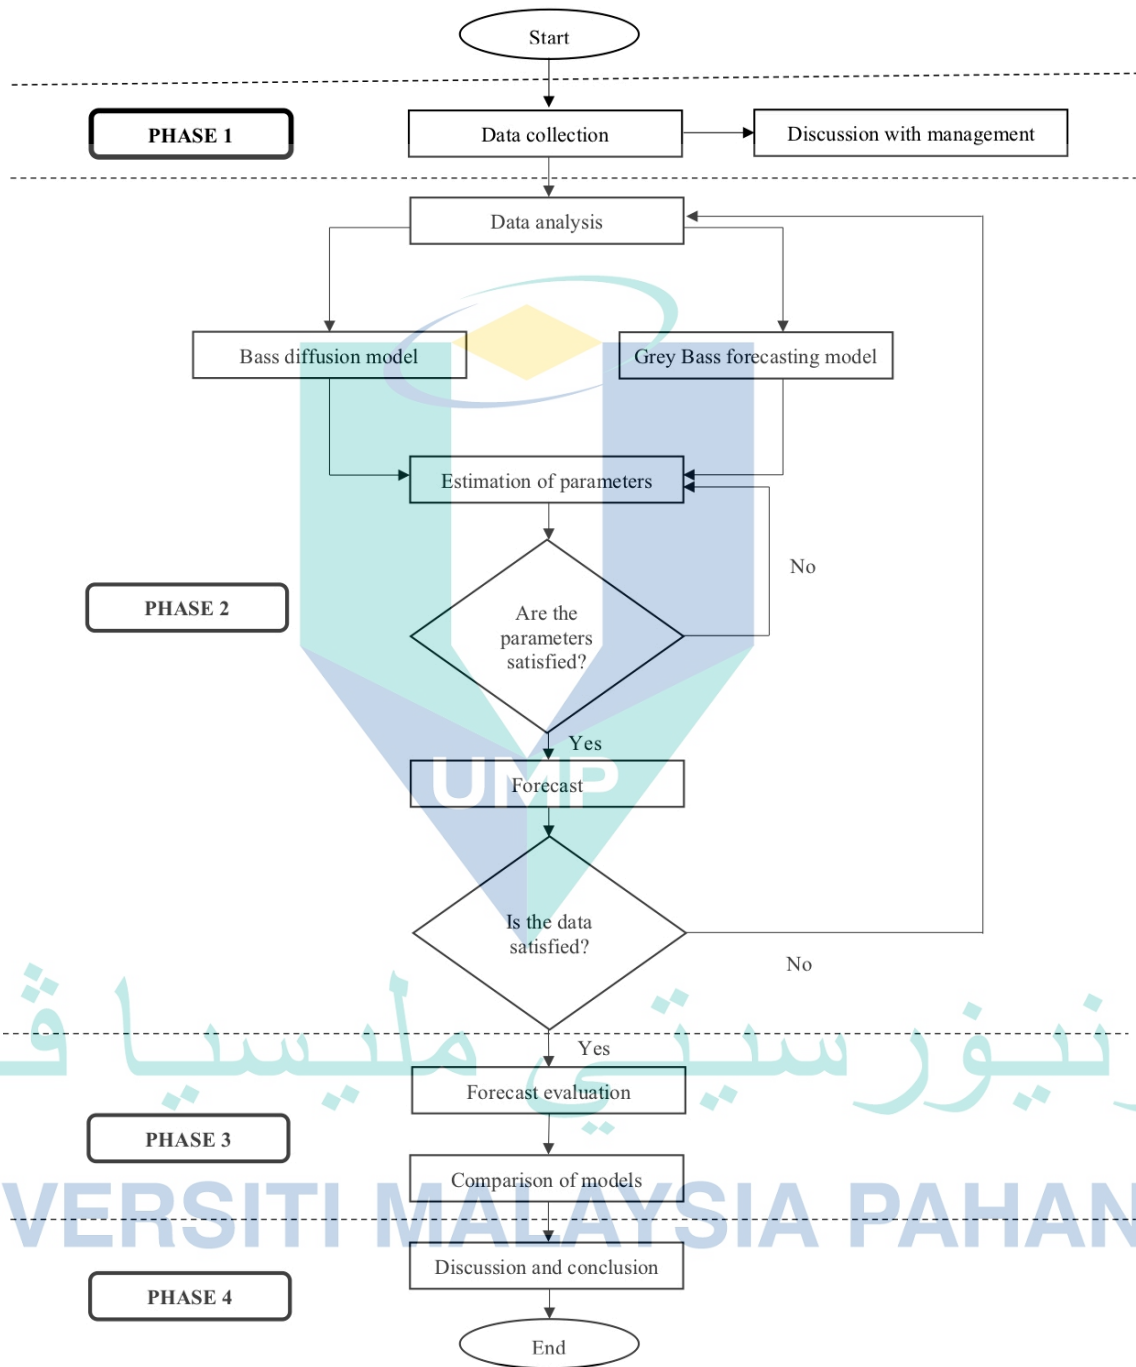 Start
PHASE 1
Data collection
Discussion with management
Data analysis
Bass diffusion model
Grey Bass forecasting model
Estimation of parameters
No
PHASE 2
Are the
parameters
satisfied?
Yes
UMP
Forecast
Is the data
satisfied?
No
نيۏرسيتي مليسيا ڤ
Yes
Forecast evaluation
PHASE 3
Comparison of models
VERSITI MALAYSIA PAHAN
Discussion and conclusion
PHASE 4
End